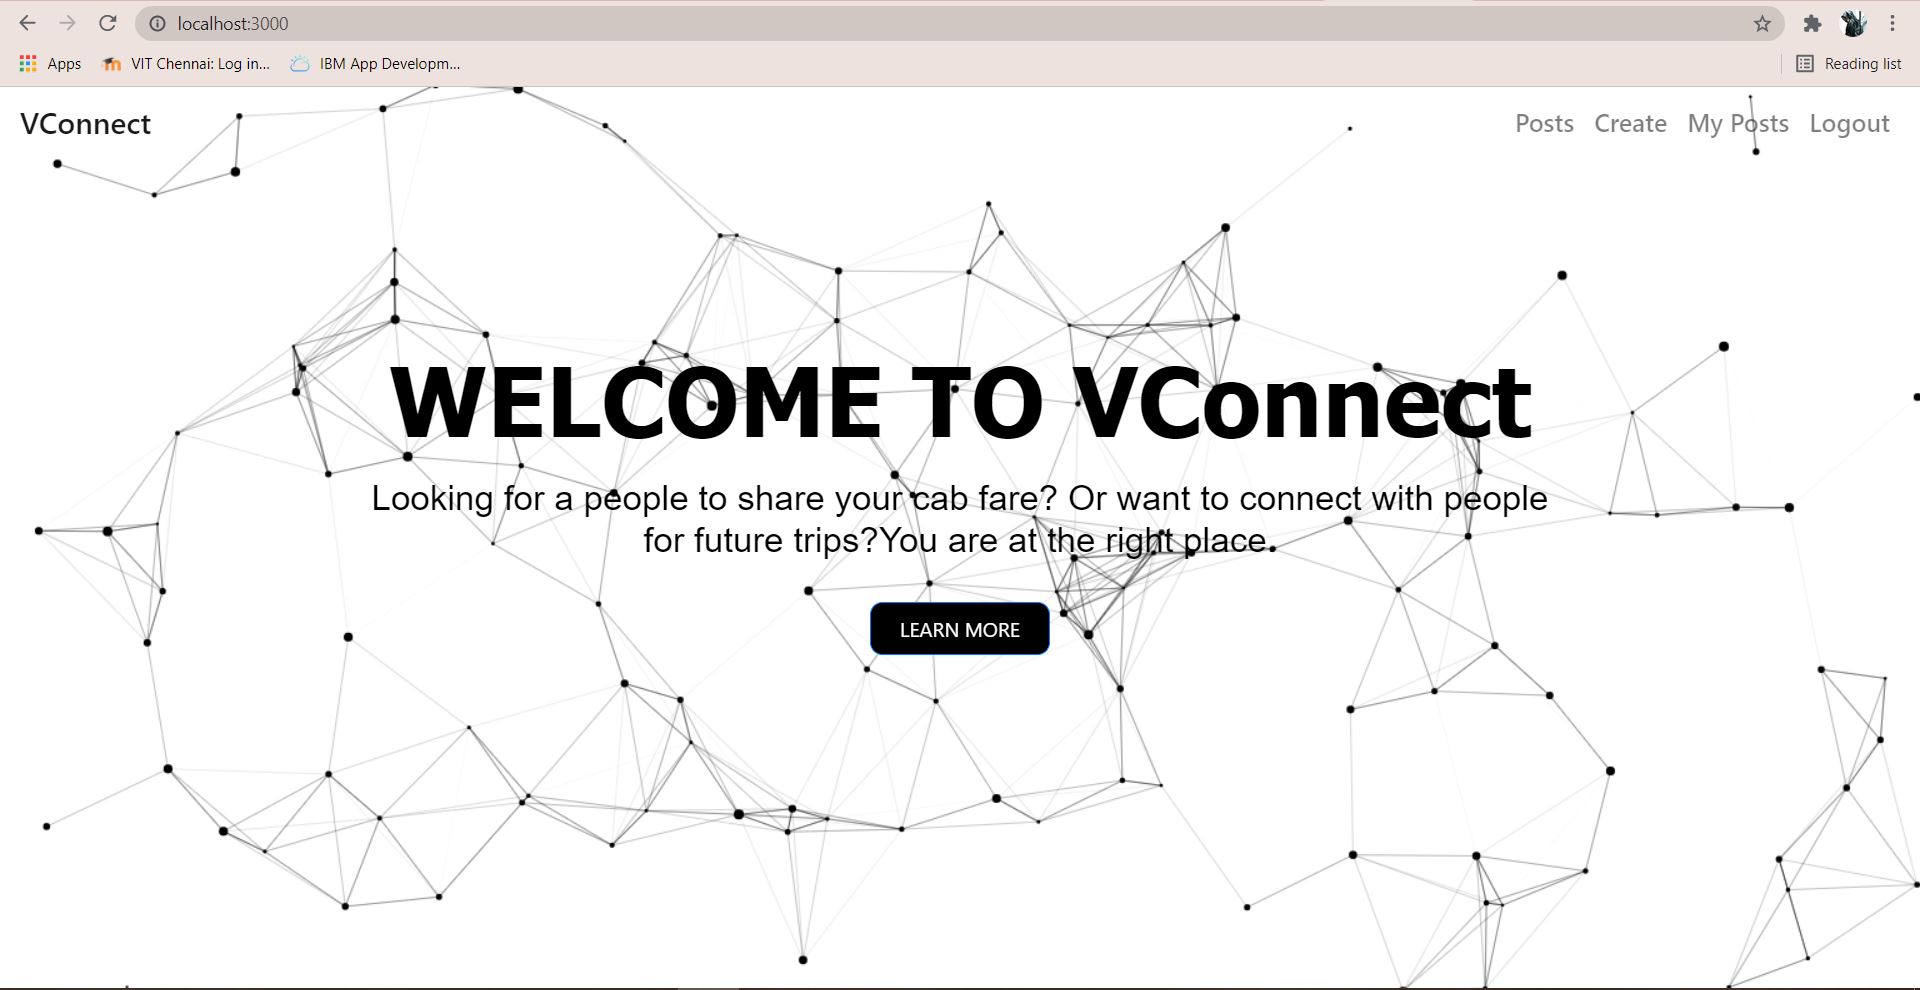 localhost:3000
Apps VIT Chennai: Log in... IBM App Developm... Reading list
VConnect Posts Create My Posts Logout
WELCOME TO VConnect
Looking for a people to share your cab fare? Or want to connect with people
for future trips?You are at the right place.
LEARN MORE